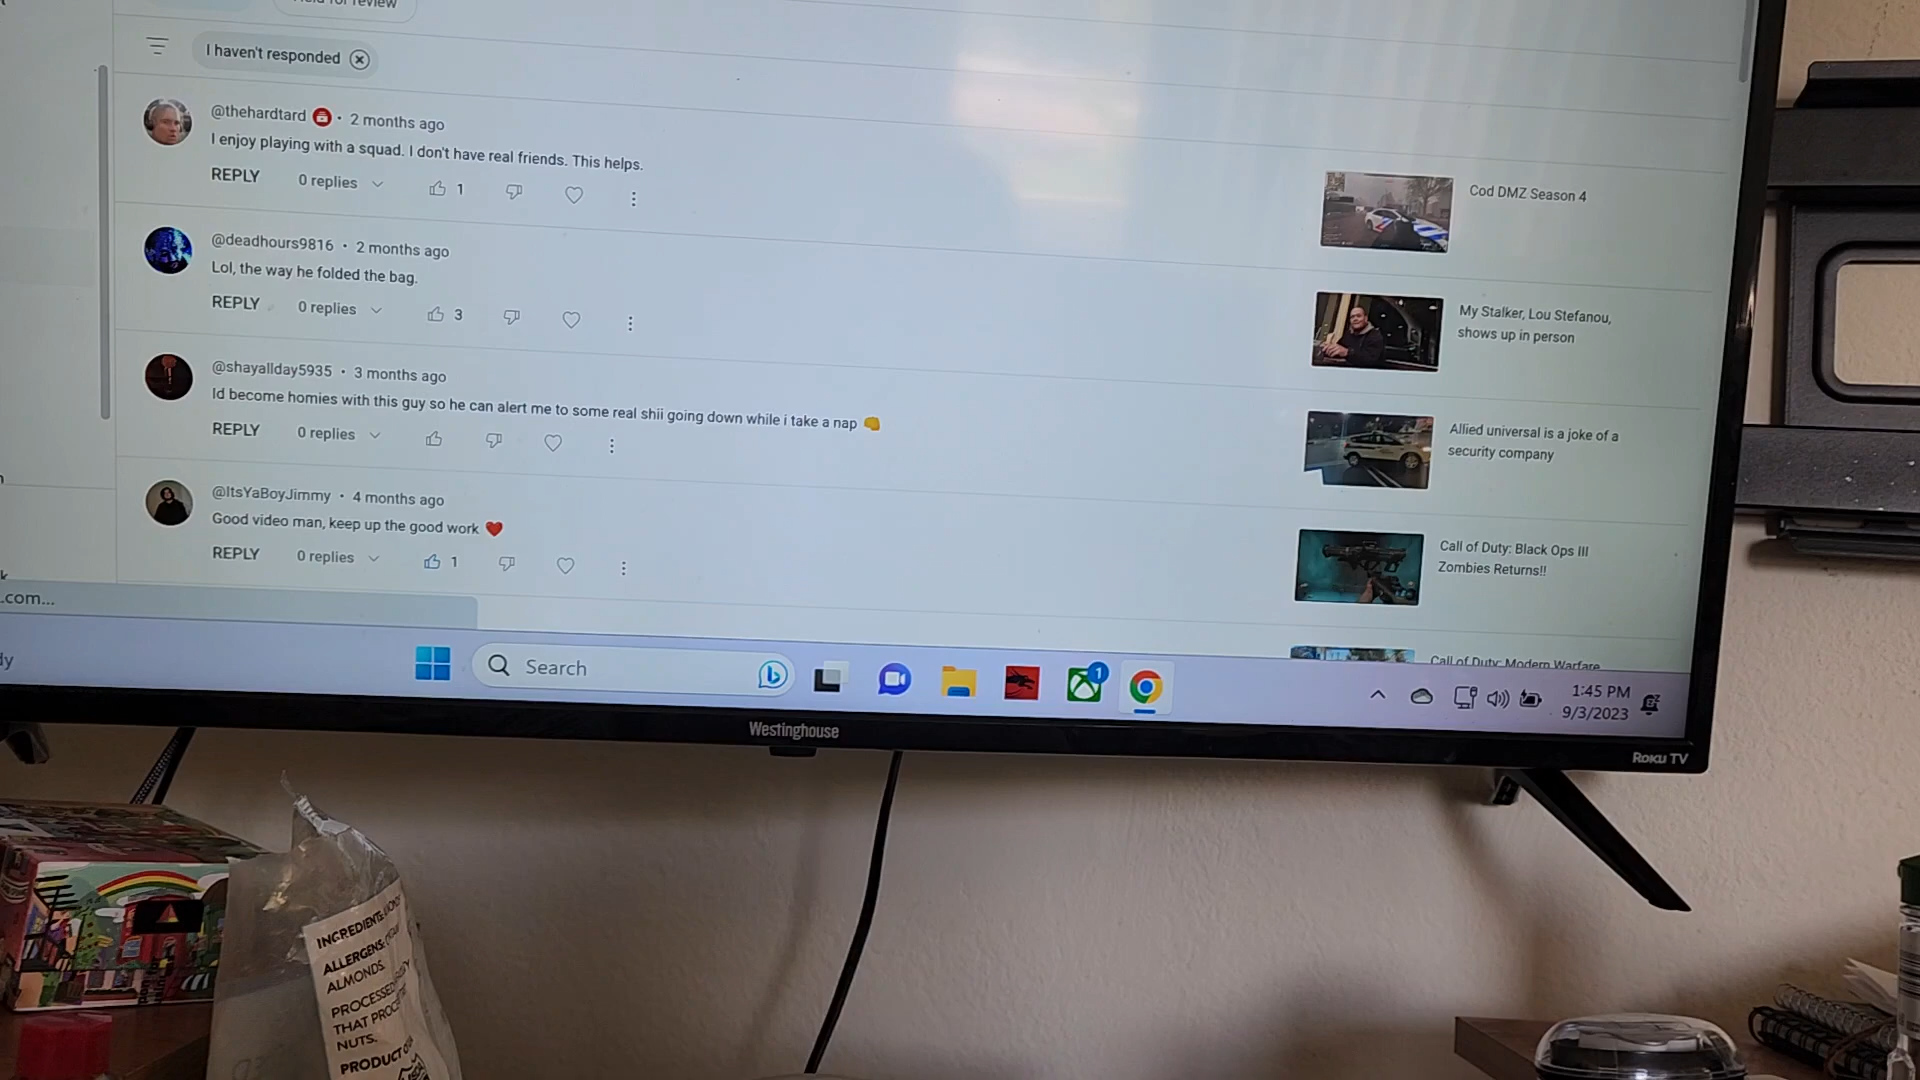 Held for review
I haven't responded
@thehardtard • 2 months ago
I enjoy playing with a squad. I don't have real friends. This helps.
REPLY 0 replies 1
Cod DMZ Season 4
@deadhours9816 • 2 months ago
Lol, the way he folded the bag.
REPLY 0 replies 3
My Stalker, Lou Stefanou,
shows up in person
@shayallday5935 • 3 months ago
Id become homies with this guy so he can alert me to some real shii going down while i take a nap 👊
REPLY 0 replies
Allied universal is a joke of a
security company
@ItsYaBoyJimmy • 4 months ago
Good video man, keep up the good work ❤️
REPLY 0 replies 1
Call of Duty: Black Ops III
Zombies Returns!!
.com...
Call of Duty: Modern Warfare
Search
1
1:45 PM
9/3/2023
Westinghouse
Roku TV
INGREDIENTS:
ALLERGENS:
ALMONDS.
PROCESSED
THAT
NUTS.
PRODUCT